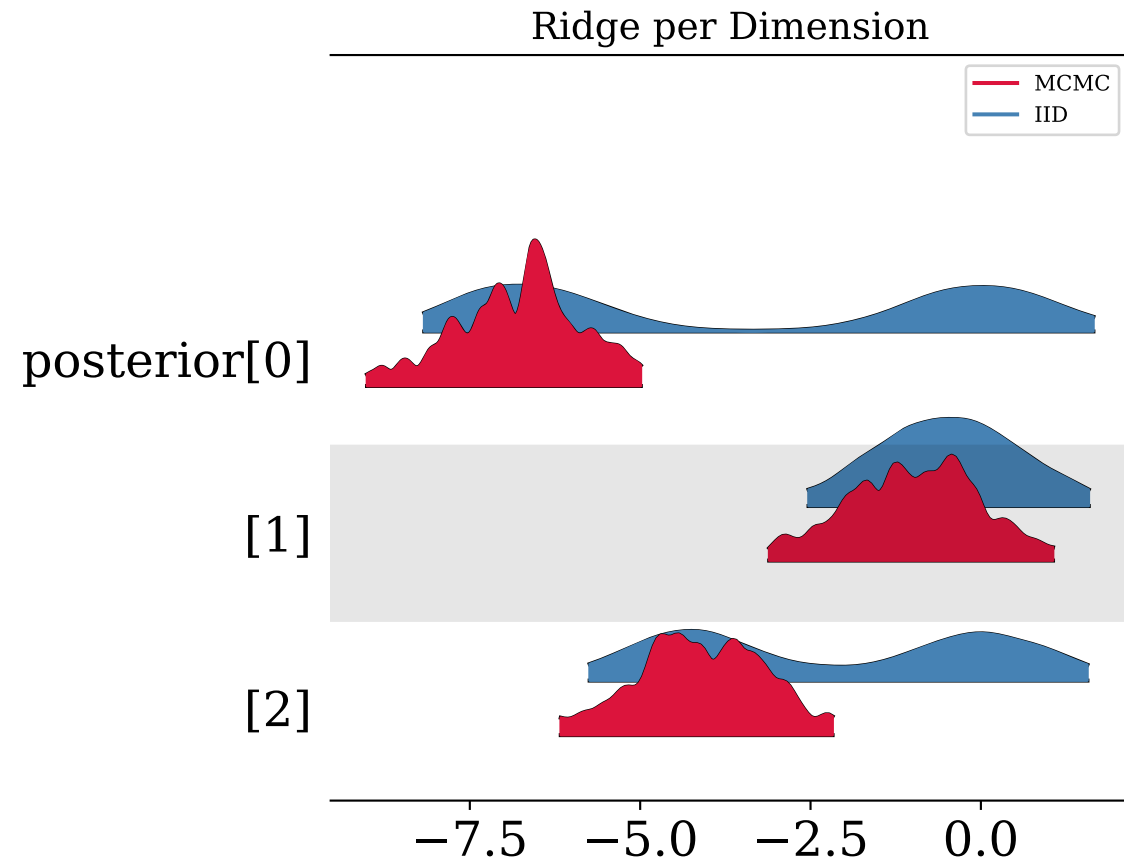 Ridge per Dimension
MCMC
IID
posterior[0]
[1]
[2]
−7.5 −5.0 −2.5 0.0